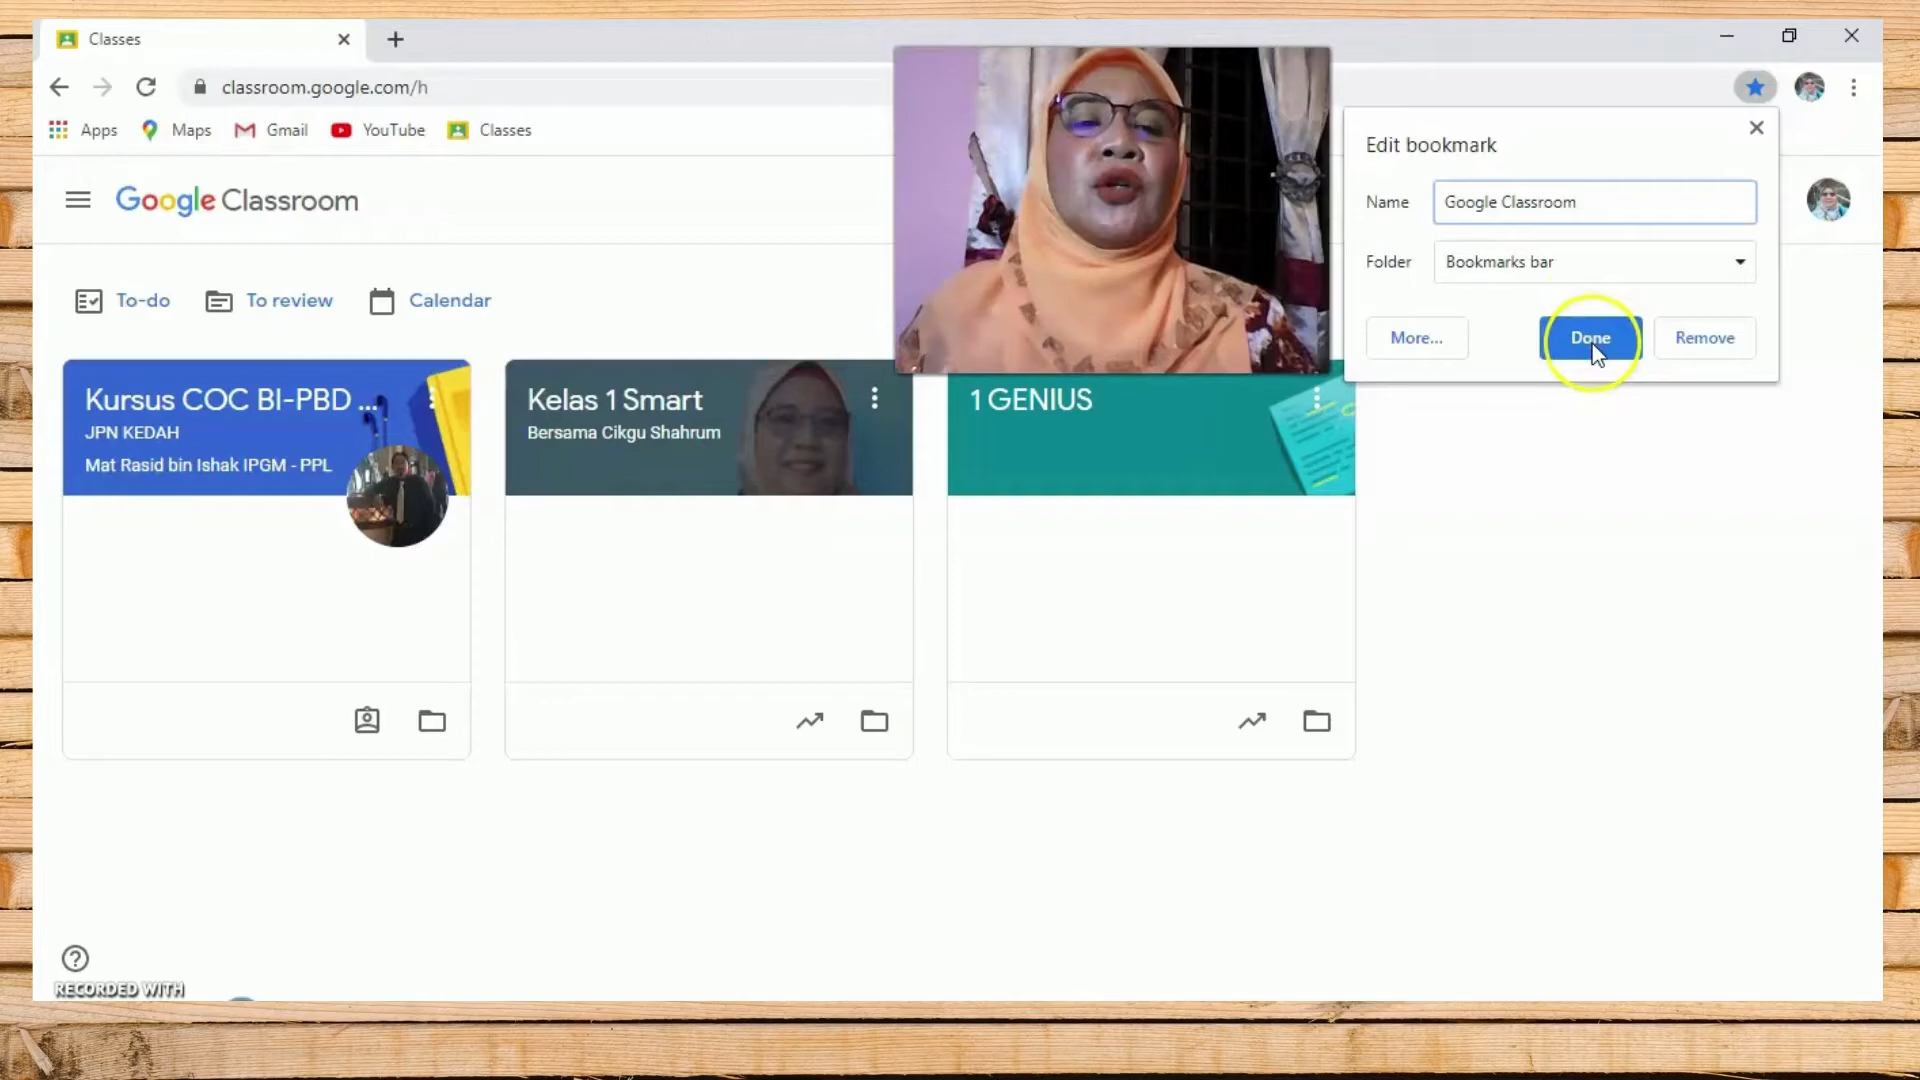 Classes
classroom.google.com/h
Apps Maps Gmail YouTube Classes
Google Classroom
Edit bookmark
Name Google Classroom
Folder Bookmarks bar
More... Done Remove
To-do To review Calendar
Kursus COC BI-PBD ...
JPN KEDAH
Mat Rasid bin Ishak IPGM - PPL
Kelas 1 Smart
Bersama Cikgu Shahrum
1 GENIUS
RECORDED WITH